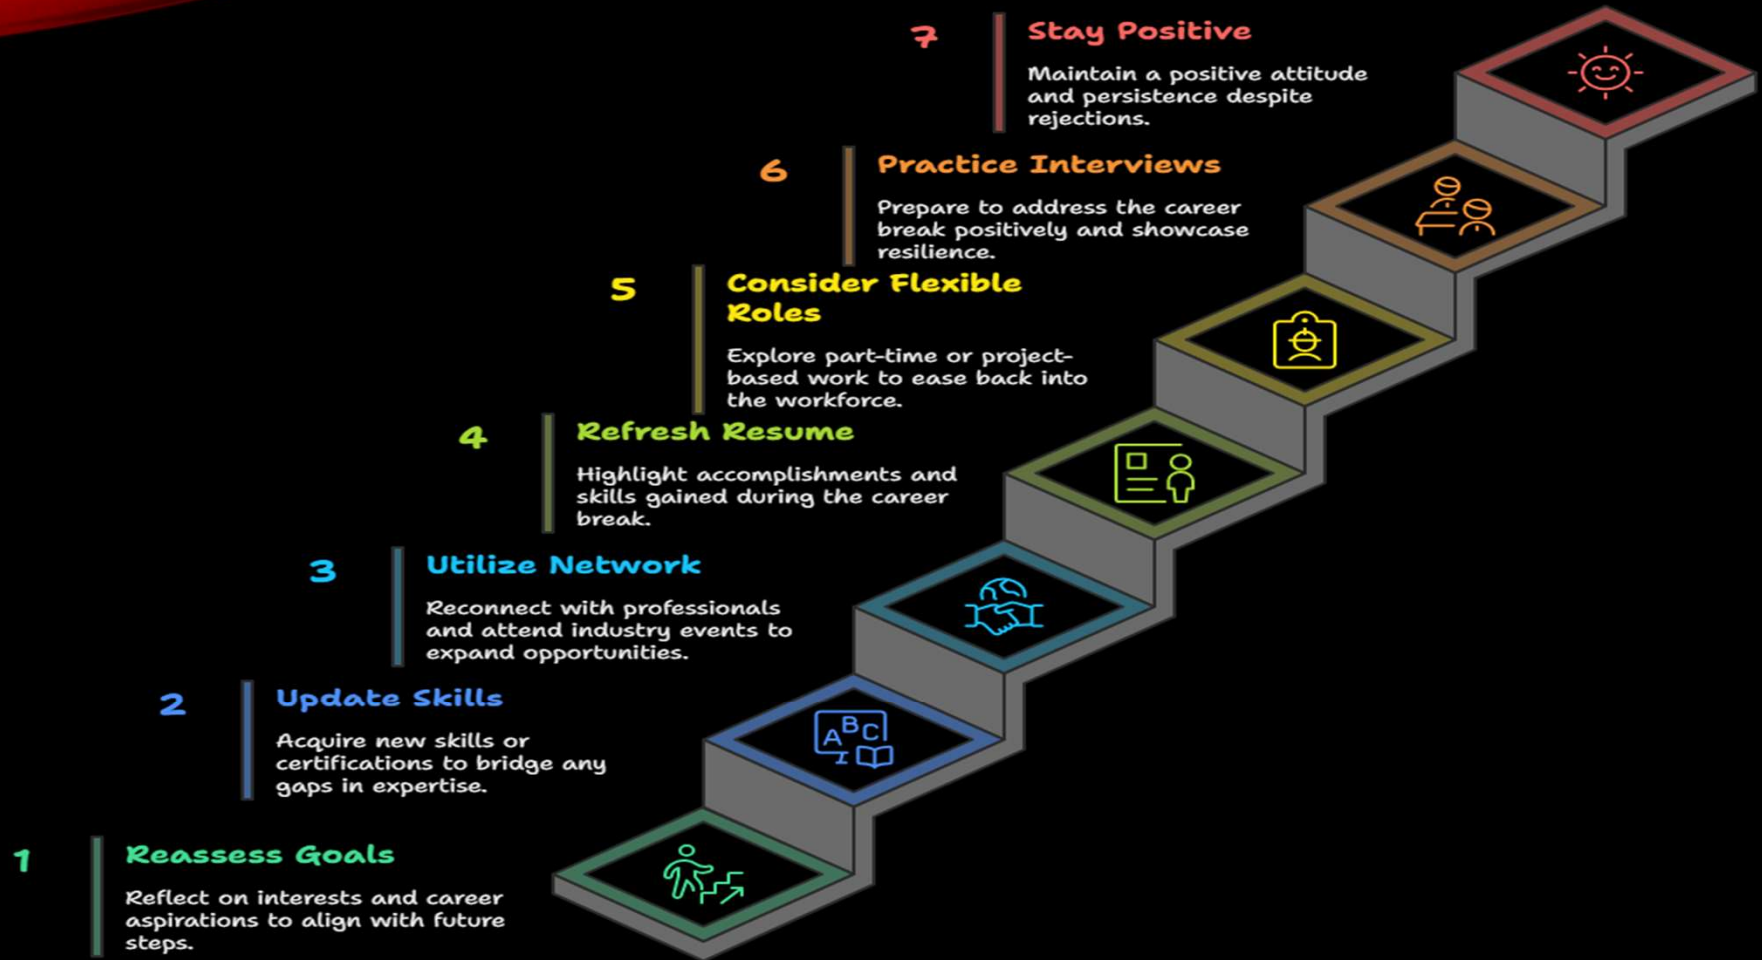 7
Stay Positive
Maintain a positive attitude
and persistence despite
rejections.
6
Practice Interviews
Prepare to address the career
break positively and showcase
resilience.
5
Consider Flexible
Roles
Explore part-time or project-
based work to ease back into
the workforce.
4
Refresh Resume
Highlight accomplishments and
skills gained during the career
break.
3
Utilize Network
Reconnect with professionals
and attend industry events to
expand opportunities.
2
Update Skills
Acquire new skills or
certifications to bridge any
gaps in expertise.
ABC
1
Reassess Goals
Reflect on interests and career
aspirations to align with future
steps.